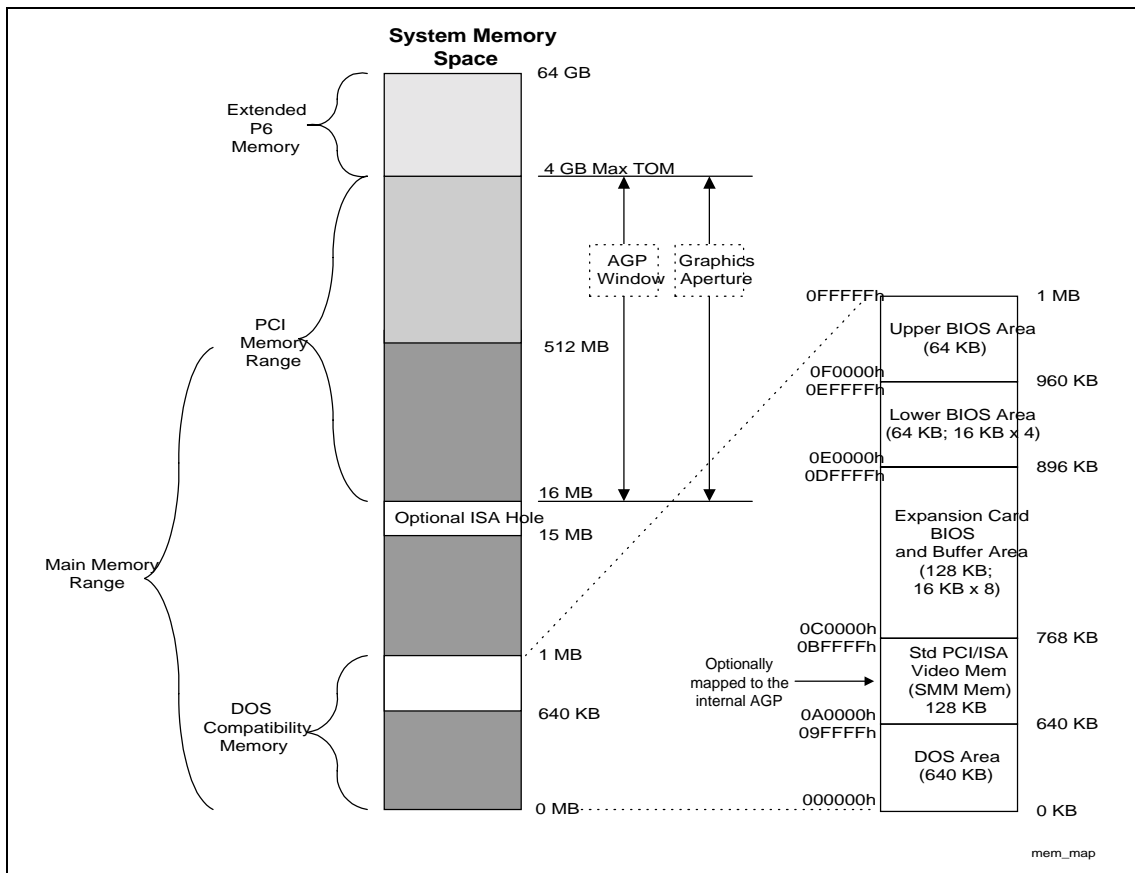 System Memory
Space
64 GB
Extended
P6
Memory
4 GB Max TOM
AGP
Window
Graphics
Aperture
PCI
Memory
Range
512 MB
16 MB
Optional ISA Hole
15 MB
Main Memory
Range
1 MB
640 KB
DOS
Compatibility
Memory
0 MB
0FFFFFh
1 MB
Upper BIOS Area
(64 KB)
0F0000h
0EFFFFh
960 KB
Lower BIOS Area
(64 KB; 16 KB x 4)
0E0000h
0DFFFFh
896 KB
Expansion Card
BIOS
and Buffer Area
(128 KB;
16 KB x 8)
0C0000h
0BFFFFh
768 KB
Std PCI/ISA
Video Mem
(SMM Mem)
128 KB
Optionally
mapped to the
internal AGP
0A0000h
09FFFFh
640 KB
DOS Area
(640 KB)
000000h
0 KB
mem_map